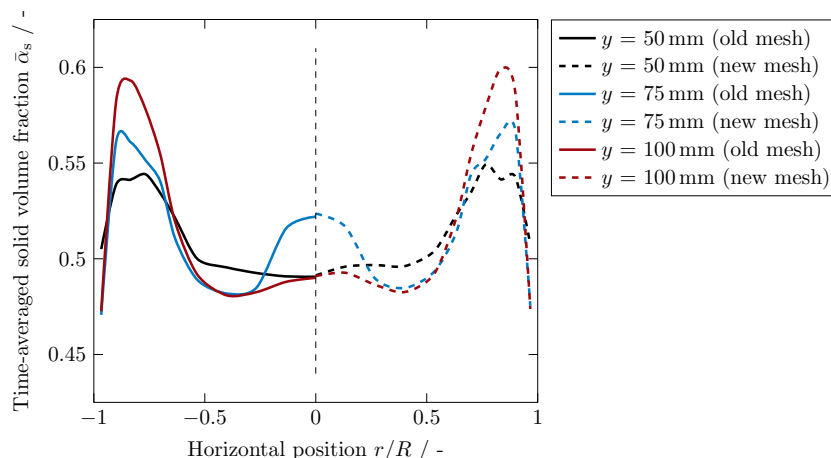 0.6
0.55
0.5
0.45
−1
−0.5
0
0.5
1
Horizontal position r/R / -
Time-averaged solid volume fraction ᾱs / -
y = 50 mm (old mesh)
y = 50 mm (new mesh)
y = 75 mm (old mesh)
y = 75 mm (new mesh)
y = 100 mm (old mesh)
y = 100 mm (new mesh)